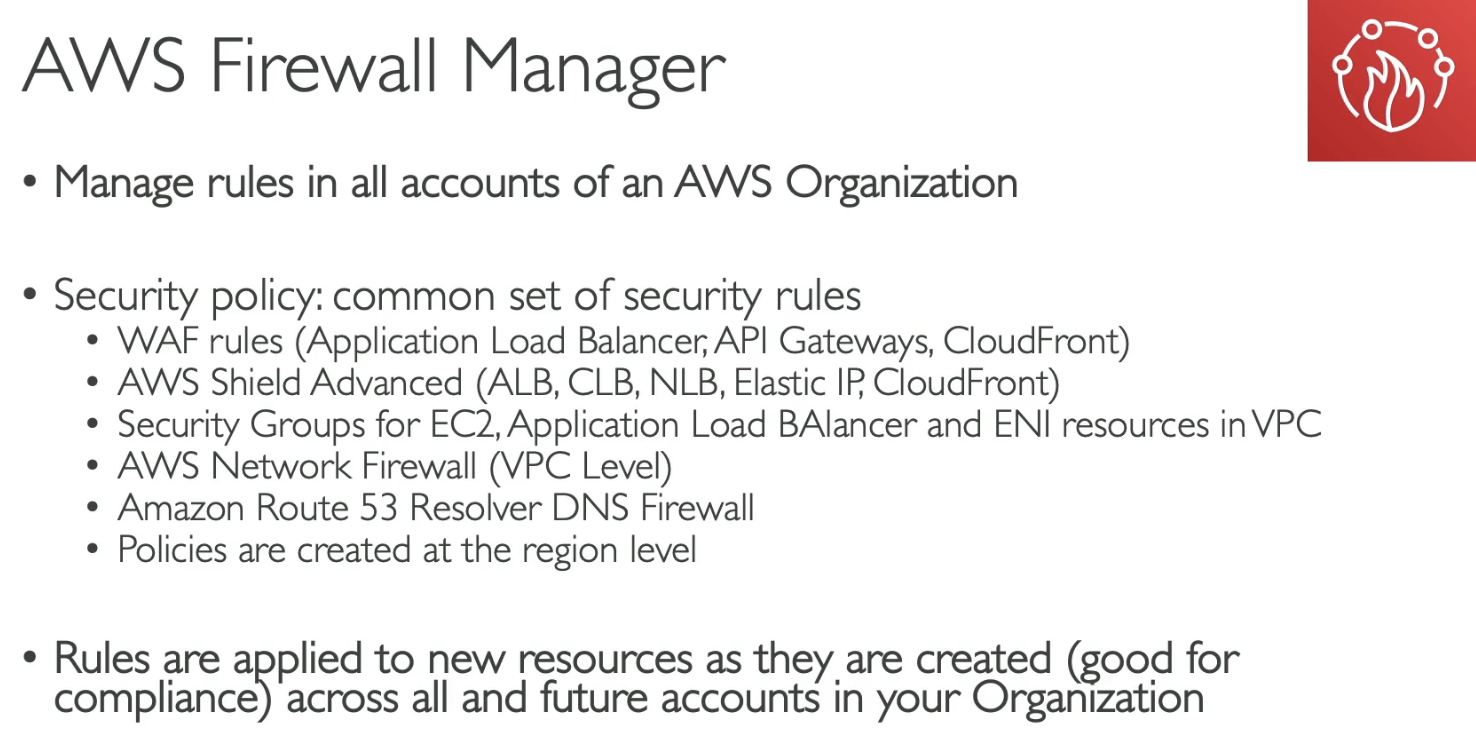 AWS Firewall Manager
• Manage rules in all accounts of an AWS Organization
• Security policy: common set of security rules
• WAF rules (Application Load Balancer, API Gateways, CloudFront)
• AWS Shield Advanced (ALB, CLB, NLB, Elastic IP, CloudFront)
• Security Groups for EC2, Application Load BAlancer and ENI resources in VPC
• AWS Network Firewall (VPC Level)
• Amazon Route 53 Resolver DNS Firewall
• Policies are created at the region level
• Rules are applied to new resources as they are created (good for
compliance) across all and future accounts in your Organization